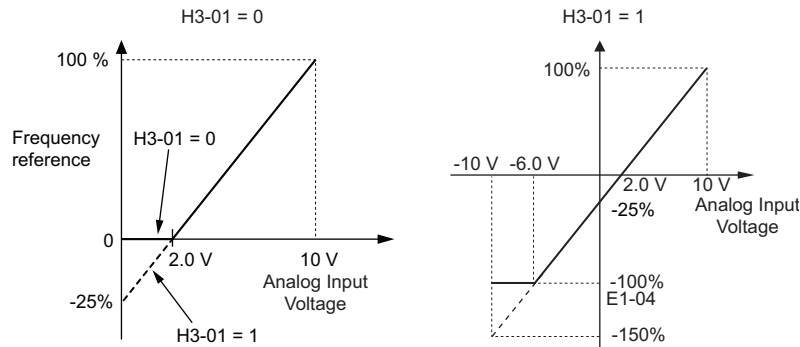 H3-01 = 0
100 %
Frequency
reference
H3-01 = 0
0
2.0 V
10 V
Analog Input
Voltage
-25%
H3-01 = 1
H3-01 = 1
100%
-10 V
-6.0 V
2.0 V
10 V
Analog Input
Voltage
-25%
-100%
E1-04
-150%